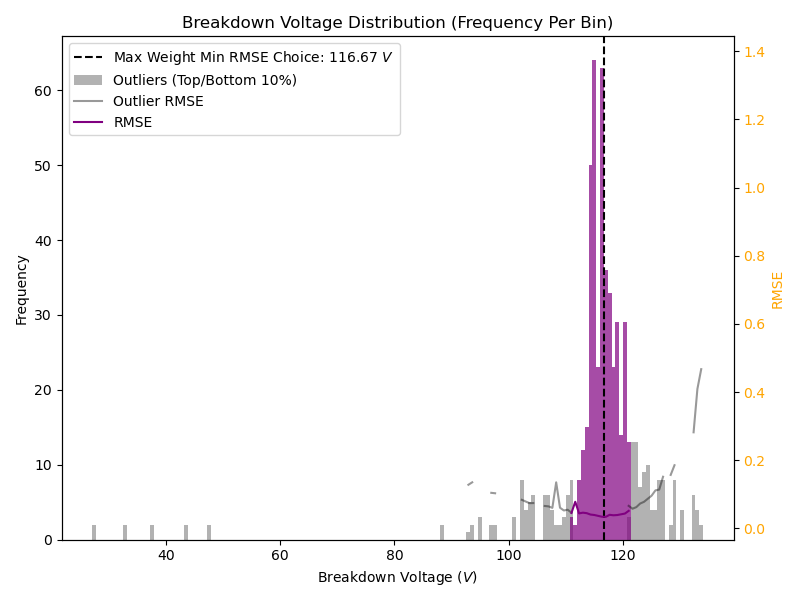 Breakdown Voltage Distribution (Frequency Per Bin)
Max Weight Min RMSE Choice: 116.67 V
Outliers (Top/Bottom 10%)
Outlier RMSE
RMSE
Frequency
0
10
20
30
40
50
60
40
60
80
100
120
Breakdown Voltage (V)
0.0
0.2
0.4
0.6
0.8
1.0
1.2
1.4
RMSE